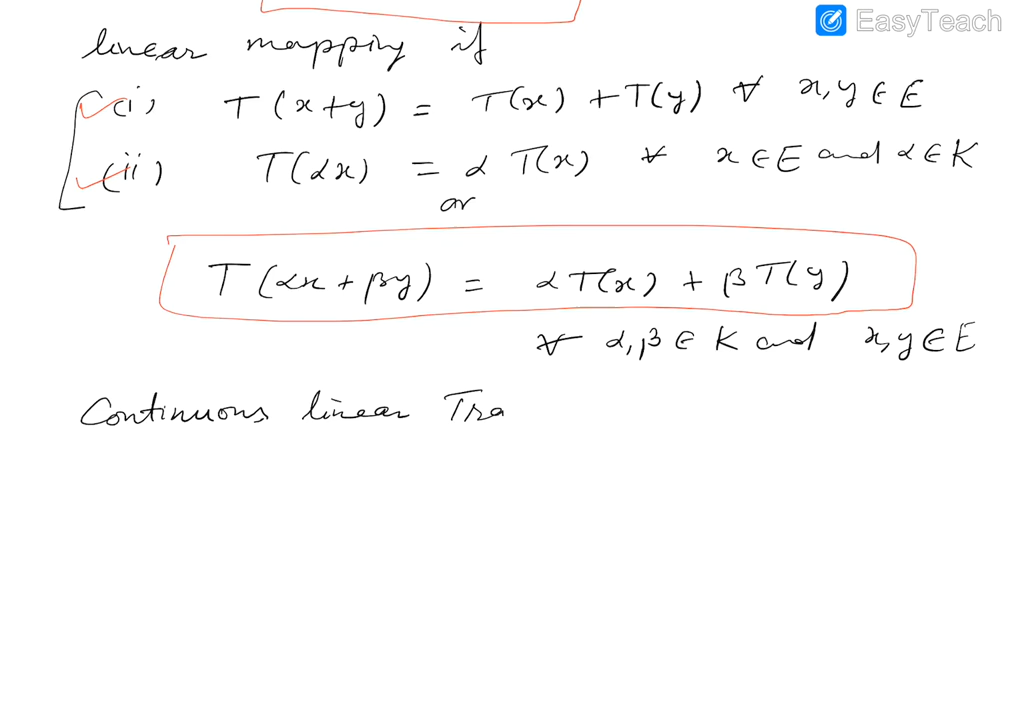 EasyTeach
linear mapping if
(i) T(x+y) = T(x) + T(y) ∀ x,y ∈ E
(ii) T(αx) = α T(x) ∀ x ∈ E and α ∈ K
or
T(αx + βy) = α T(x) + β T(y)
∀ α,β ∈ K and x,y ∈ E
Continuous linear Tra